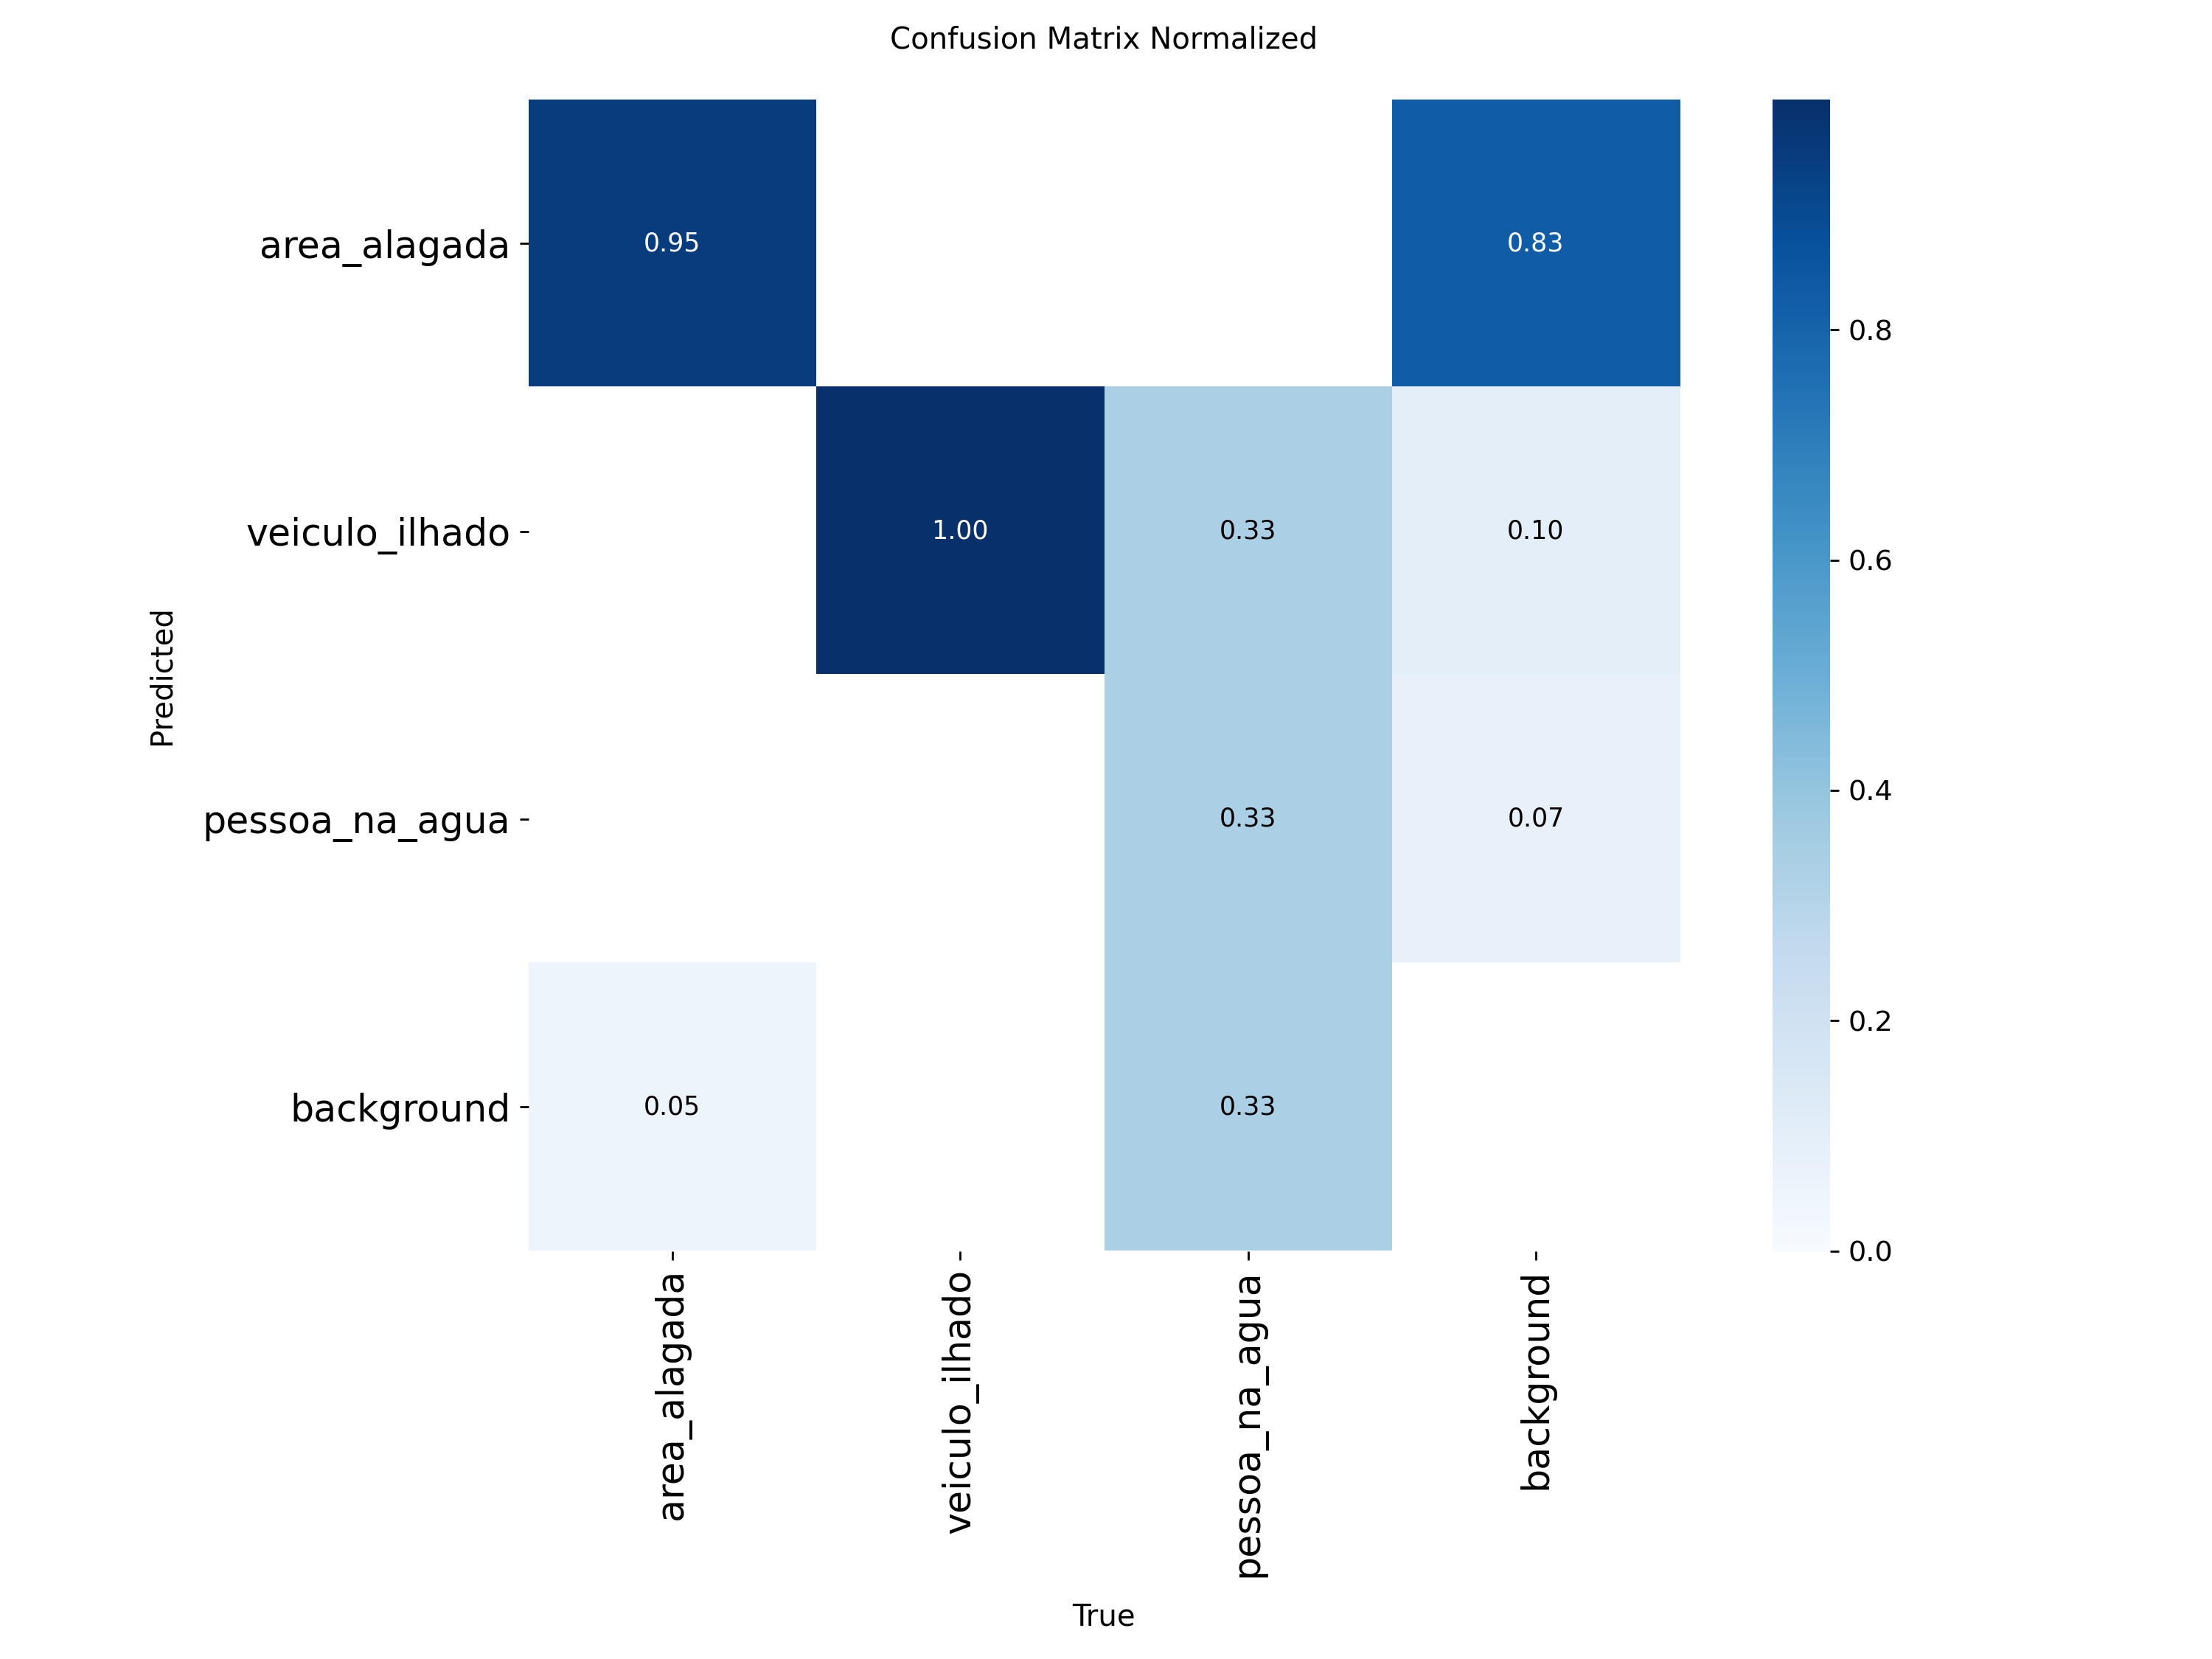 Confusion Matrix Normalized
area_alagada
0.95
0.83
veiculo_ilhado
1.00
0.33
0.10
pessoa_na_agua
0.33
0.07
background
0.05
0.33
Predicted
area_alagada
veiculo_ilhado
pessoa_na_agua
background
True
0.8
0.6
0.4
0.2
0.0